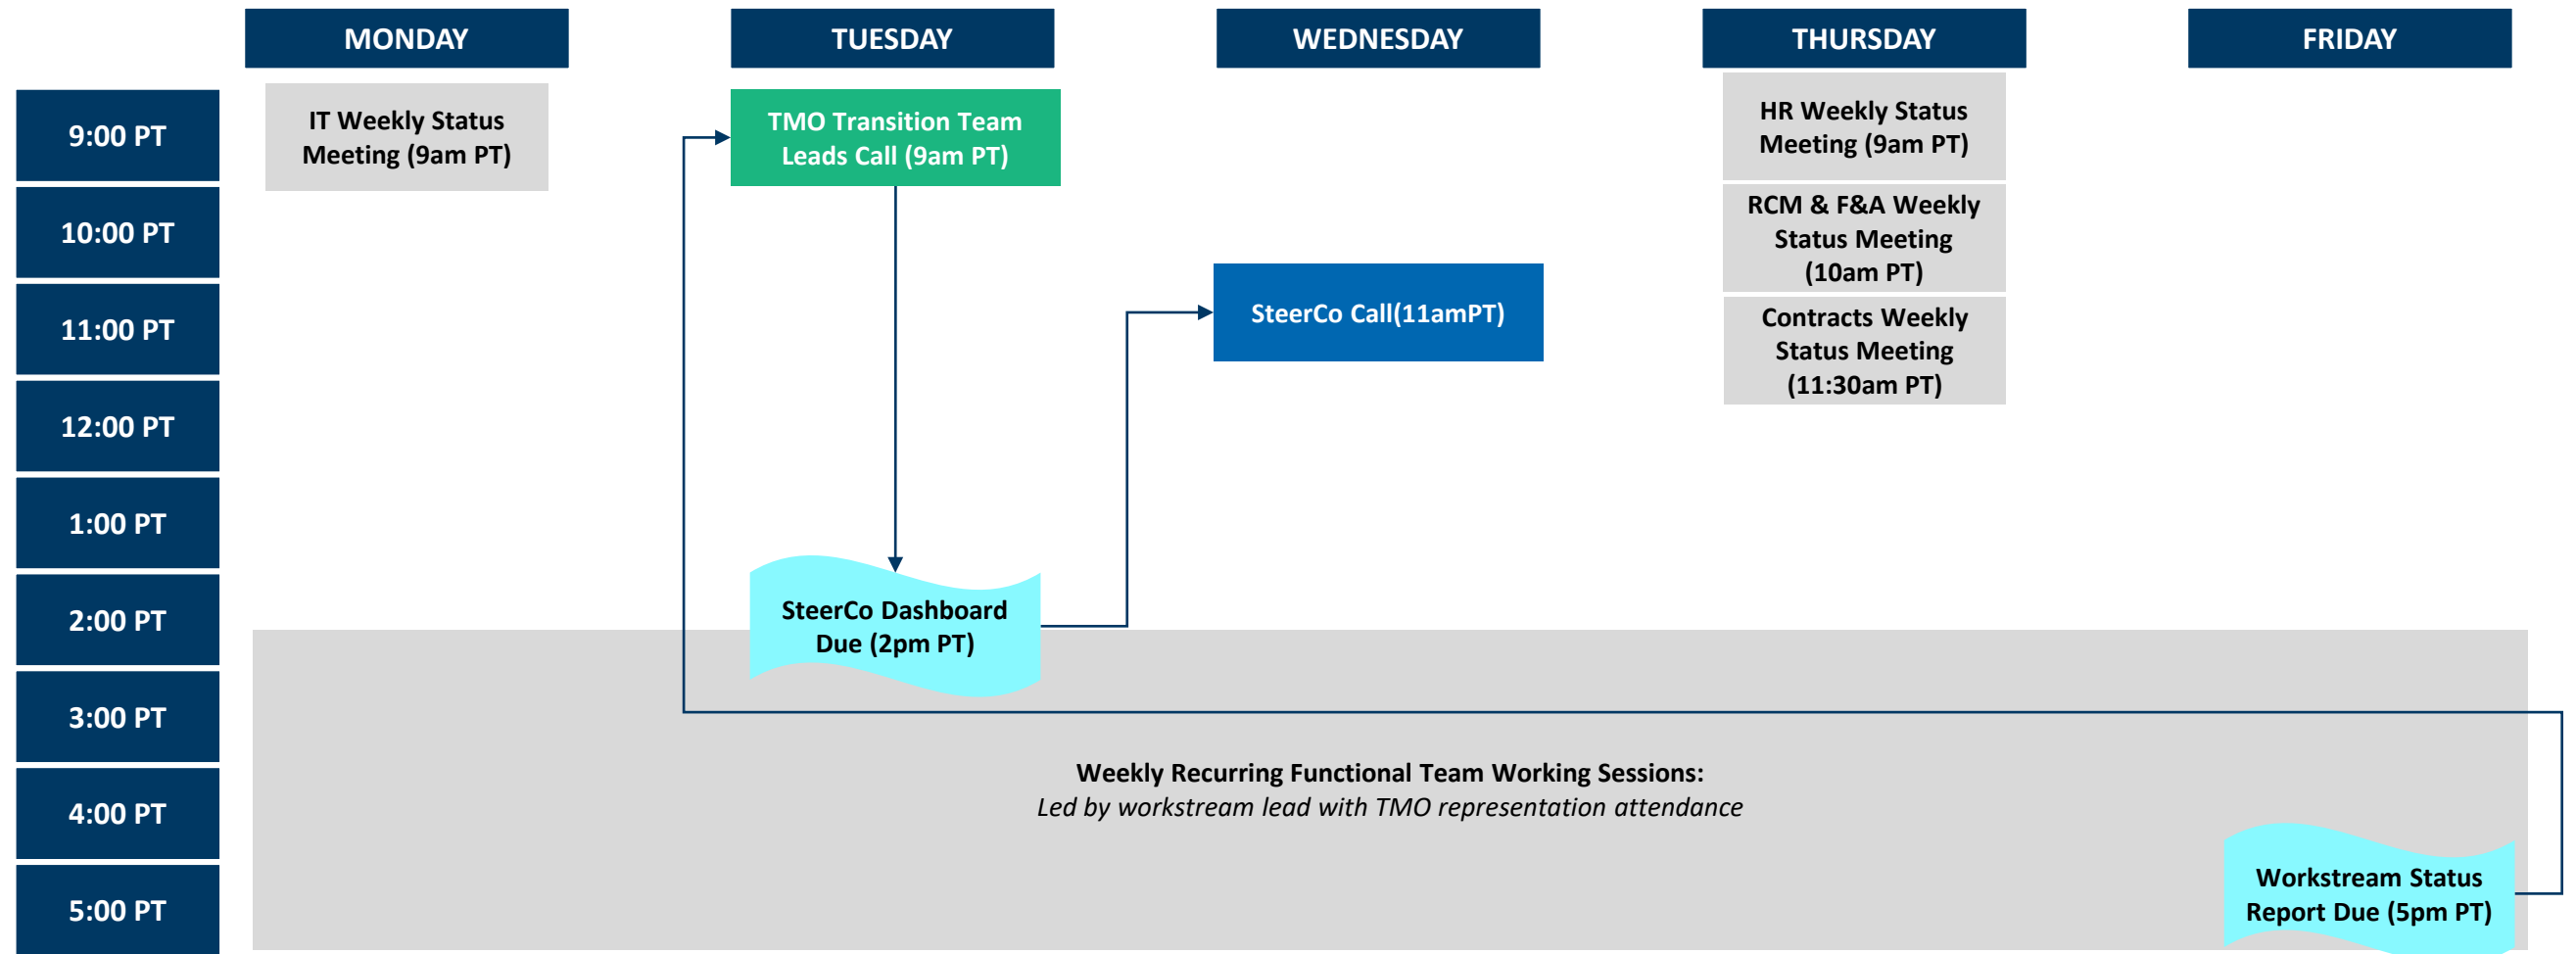 MONDAY
TUESDAY
WEDNESDAY
THURSDAY
FRIDAY
9:00 PT
10:00 PT
11:00 PT
12:00 PT
1:00 PT
2:00 PT
3:00 PT
4:00 PT
5:00 PT
IT Weekly Status
Meeting (9am PT)
TMO Transition Team
Leads Call (9am PT)
SteerCo Dashboard
Due (2pm PT)
SteerCo Call(11amPT)
HR Weekly Status
Meeting (9am PT)
RCM & F&A Weekly
Status Meeting
(10am PT)
Contracts Weekly
Status Meeting
(11:30am PT)
Weekly Recurring Functional Team Working Sessions:
Led by workstream lead with TMO representation attendance
Workstream Status
Report Due (5pm PT)